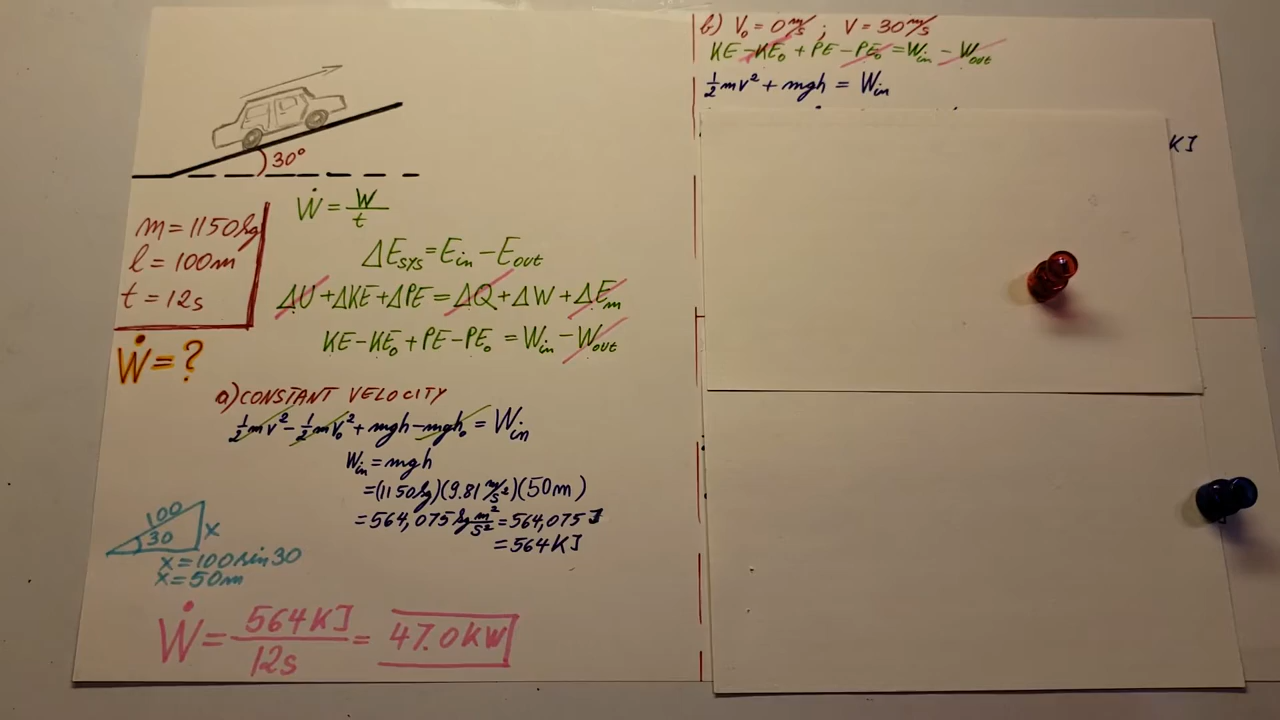 30°
m = 1150kg
l = 100m
t = 12s
Ẇ = ?
Ẇ = W/t
ΔE_sys = E_in − E_out
ΔU + ΔKE + ΔPE = ΔQ + ΔW + ΔE_m
KE − KE₀ + PE − PE₀ = W_in − W_out
a) CONSTANT VELOCITY
½mv² − ½mv₀² + mgh − mgh₀ = W_in
W_in = mgh
= (1150kg)(9.81 m/s²)(50m)
= 564,075 kg m²/s² = 564,075 J
= 564 KJ
100
30
x
x = 100 sin 30
x = 50m
Ẇ = 564KJ/12s = 47.0 KW
b) V₀ = 0 m/s ; V = 30 m/s
KE − KE₀ + PE − PE₀ = W_in − W_out
½mv² + mgh = W_in
KJ